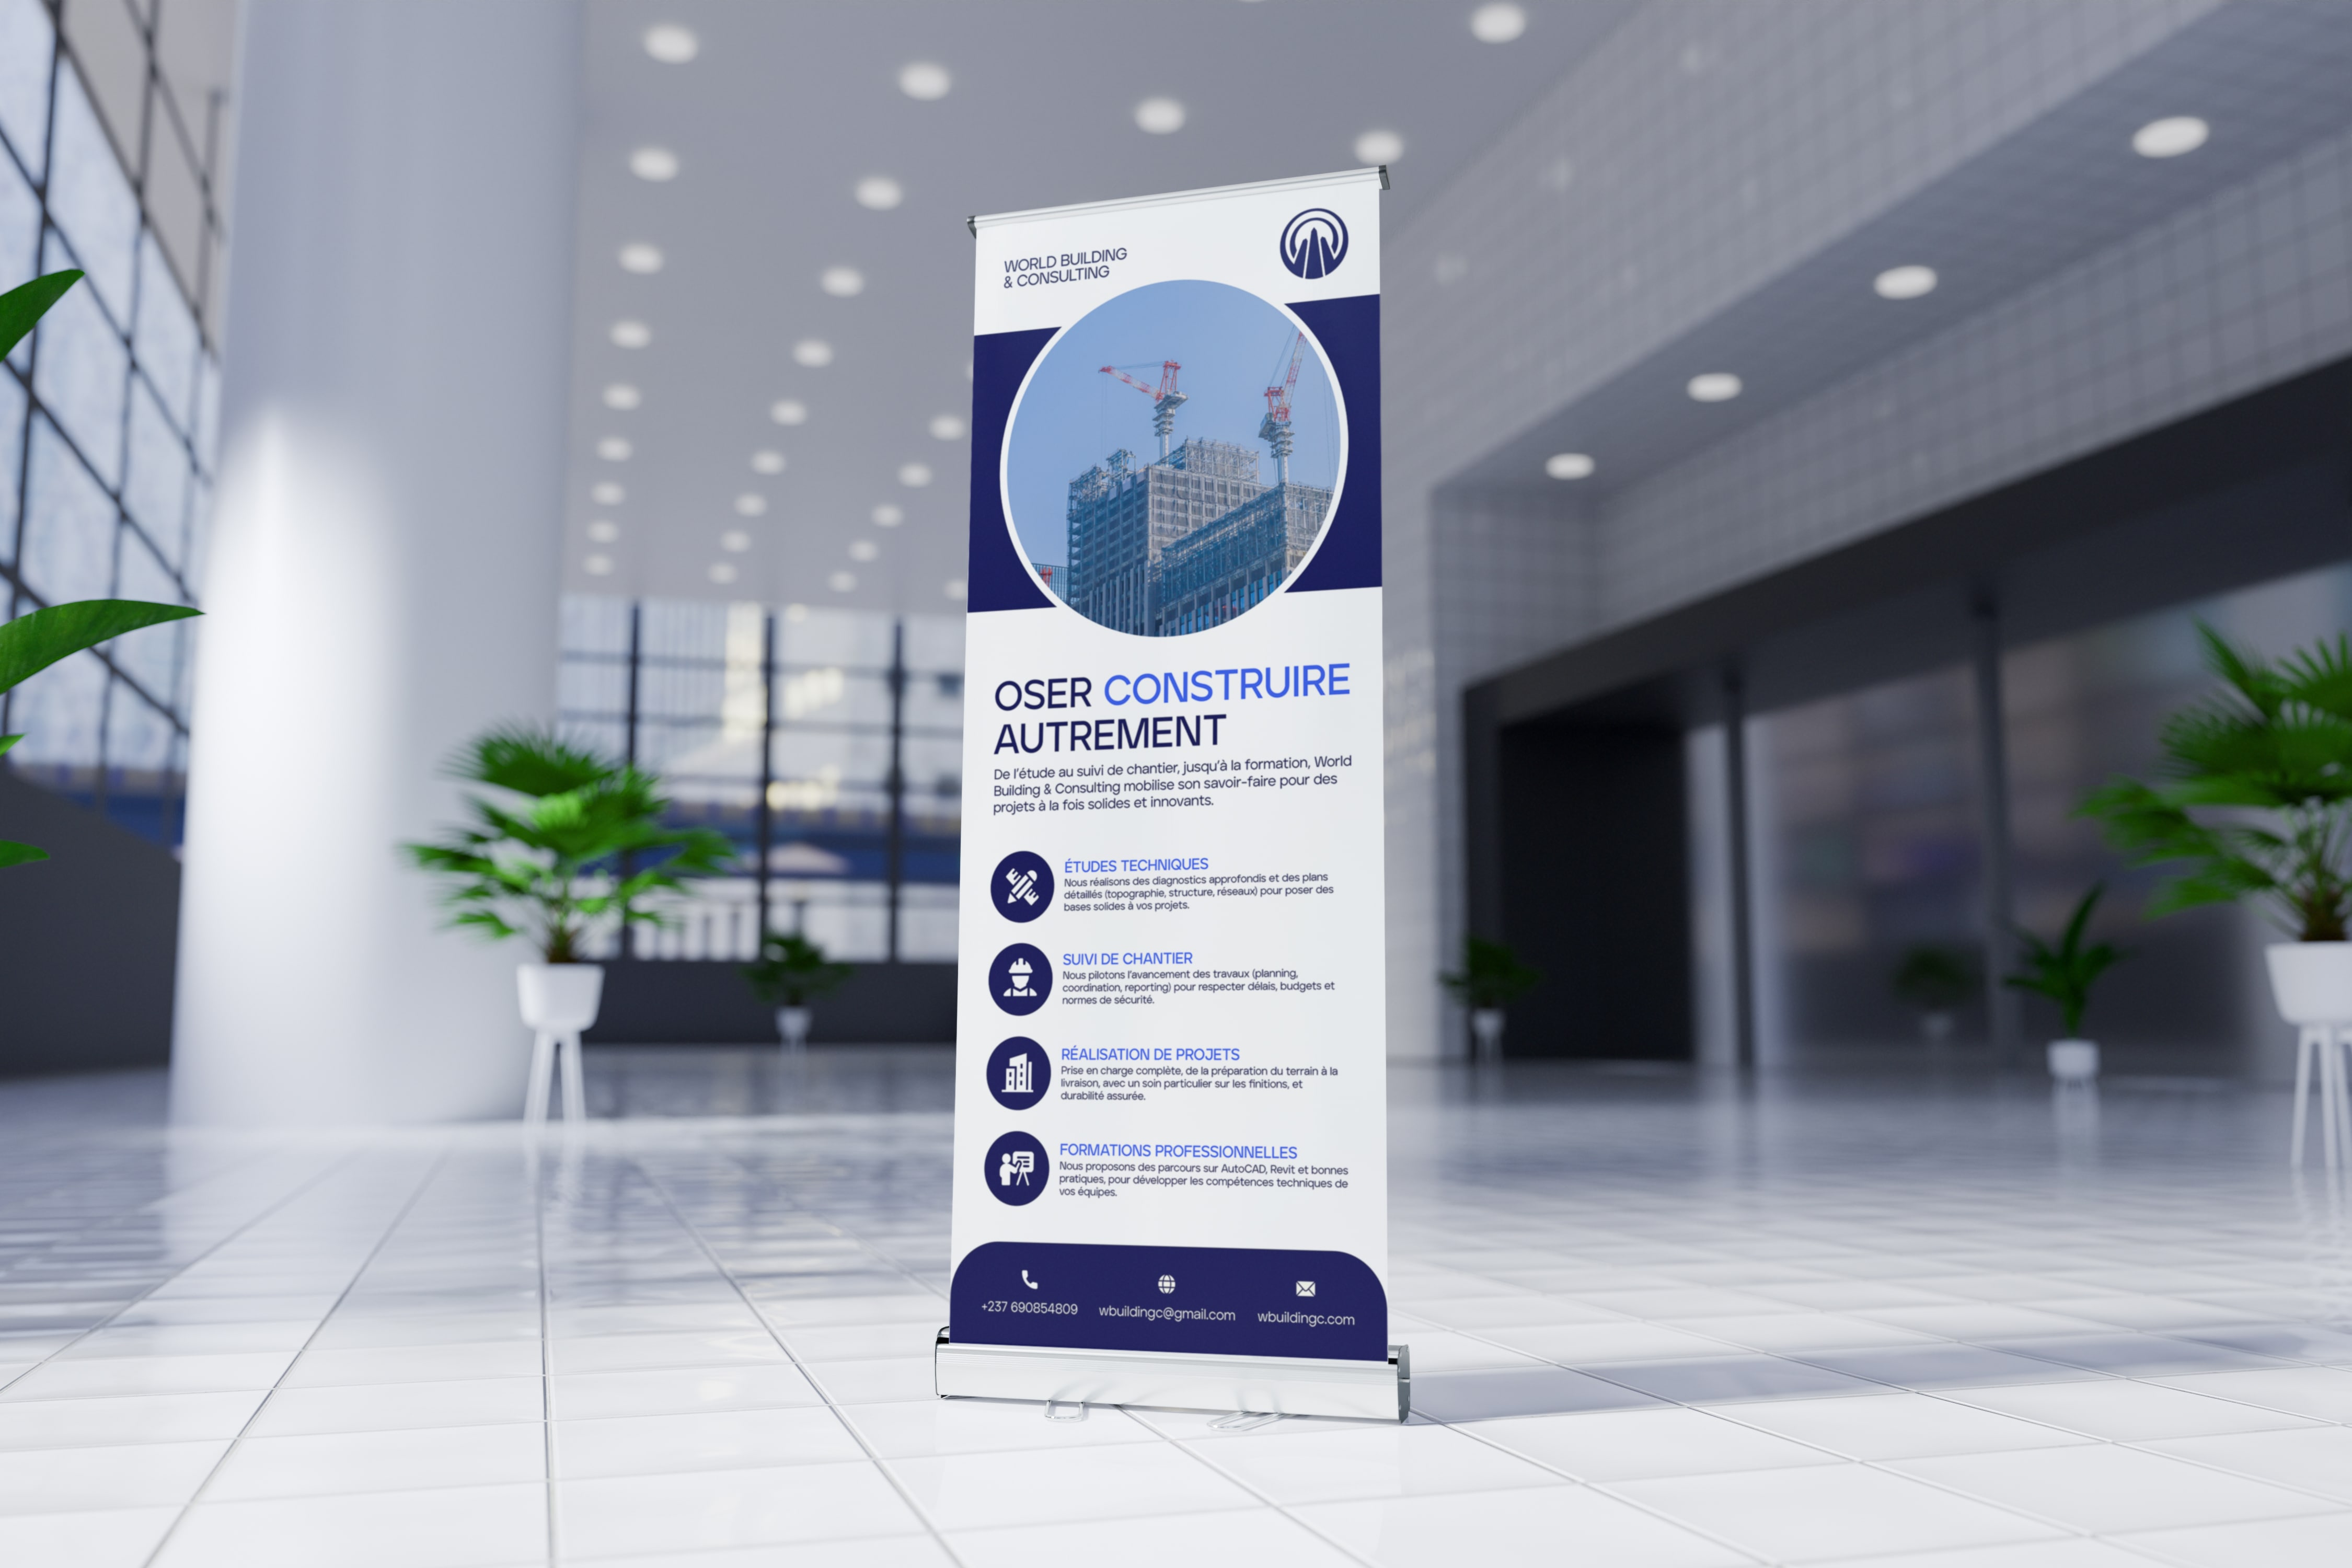 WORLD BUILDING
& CONSULTING
OSER CONSTRUIRE
AUTREMENT
De l'étude au suivi de chantier, jusqu'à la formation, World
Building & Consulting mobilise son savoir-faire pour des
projets à la fois solides et innovants.
ÉTUDES TECHNIQUES
Nous réalisons des diagnostics approfondis et des plans
détaillés (topographie, structure, réseaux) pour poser des
bases solides à vos projets.
SUIVI DE CHANTIER
Nous pilotons l'avancement des travaux (planning,
coordination, reporting) pour respecter délais, budgets et
normes de sécurité.
RÉALISATION DE PROJETS
Prise en charge complète, de la préparation du terrain à la
livraison, avec un soin particulier sur les finitions, et
durabilité assurée.
FORMATIONS PROFESSIONNELLES
Nous proposons des parcours sur AutoCAD, Revit et bonnes
pratiques, pour développer les compétences techniques de
vos équipes.
+237 690854809
wbuildingc@gmail.com
wbuildingc.com